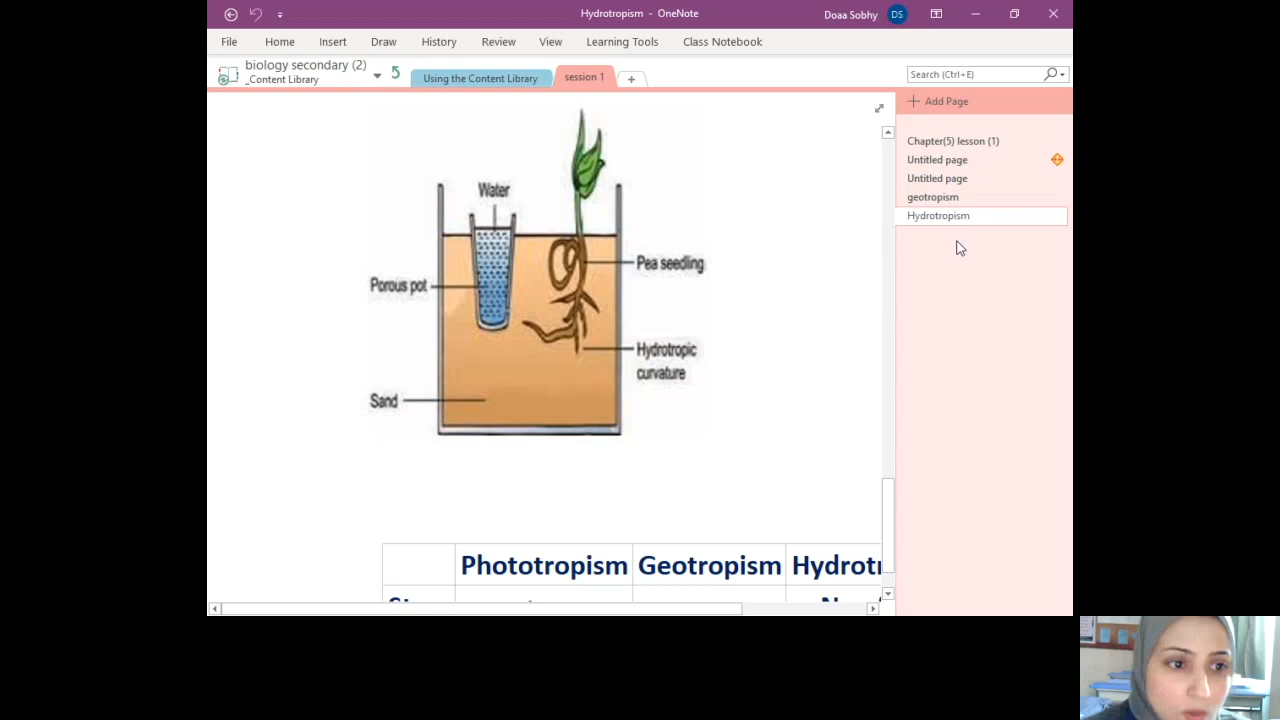 Hydrotropism - OneNote
Doaa Sobhy DS
File Home Insert Draw History Review View Learning Tools Class Notebook
biology secondary (2)
_Content Library
Using the Content Library
session 1
Search (Ctrl+E)
Add Page
Chapter(5) lesson (1)
Untitled page
Untitled page
geotropism
Hydrotropism
Water
Pea seedling
Porous pot
Hydrotropic
curvature
Sand
Phototropism Geotropism Hydrotr